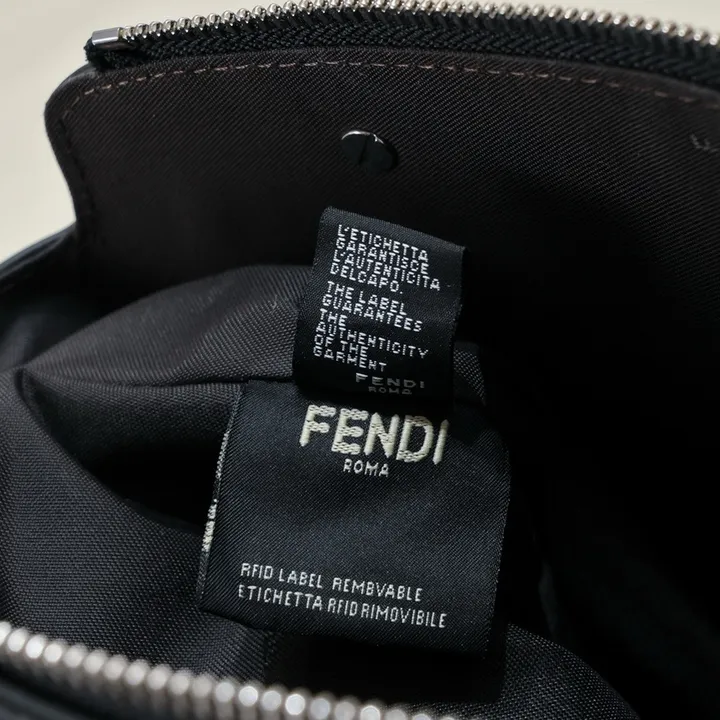 L'ETICHETTA
GARANTISCE
L'AUTENTICITA
DELCAPO.
THE LABEL
GUARANTEES
THE
AUTHENTICITY
OF THE
GARMENT
FENDI
ROMA
FENDI
ROMA
RFID LABEL REMBVABLE
ETICHETTA RFID RIMOVIBILE